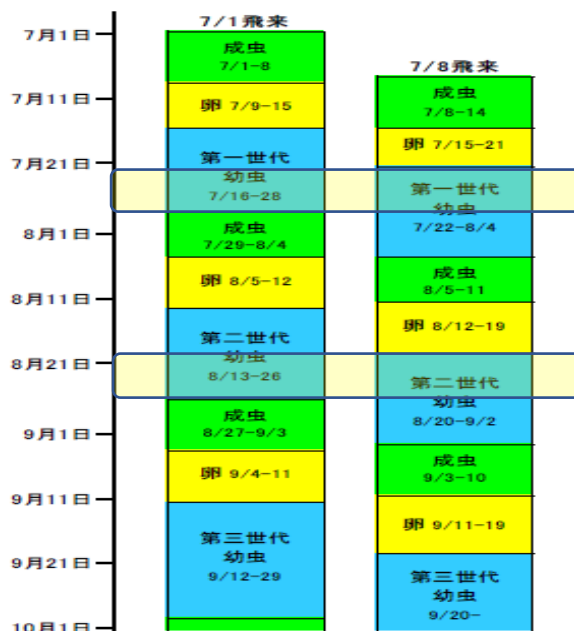 7月1日
7月11日
7月21日
8月1日
8月11日
8月21日
9月1日
9月11日
9月21日
10月1日
7/1飛来
成虫
7/1-8
卵 7/9-15
第一世代
幼虫
7/16-28
成虫
7/29-8/4
卵 8/5-12
第二世代
幼虫
8/13-26
成虫
8/27-9/3
卵 9/4-11
第三世代
幼虫
9/12-29
7/8飛来
成虫
7/8-14
卵 7/15-21
第一世代
幼虫
7/22-8/4
成虫
8/5-11
卵 8/12-19
第二世代
幼虫
8/20-9/2
成虫
9/3-10
卵 9/11-19
第三世代
幼虫
9/20-